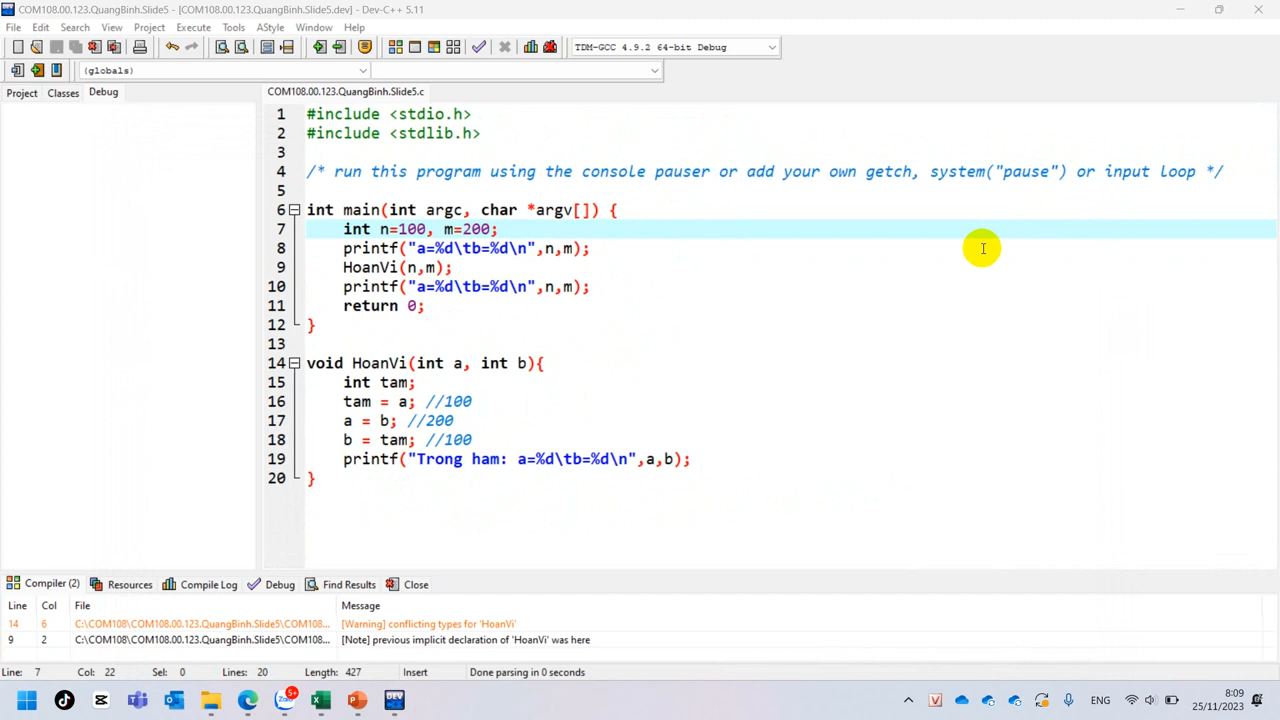 COM108.00.123.QuangBinh.Slide5 - [COM108.00.123.QuangBinh.Slide5.dev] - Dev-C++ 5.11
File Edit Search View Project Execute Tools AStyle Window Help
TDM-GCC 4.9.2 64-bit Debug
(globals)
Project Classes Debug COM108.00.123.QuangBinh.Slide5.c
1 #include <stdio.h>
2 #include <stdlib.h>
3
4 /* run this program using the console pauser or add your own getch, system("pause") or input loop */
5
6 int main(int argc, char *argv[]) {
7 int n=100, m=200;
8 printf("a=%d\tb=%d\n",n,m);
9 HoanVi(n,m);
10 printf("a=%d\tb=%d\n",n,m);
11 return 0;
12 }
13
14 void HoanVi(int a, int b){
15 int tam;
16 tam = a; //100
17 a = b; //200
18 b = tam; //100
19 printf("Trong ham: a=%d\tb=%d\n",a,b);
20 }
Compiler (2) Resources Compile Log Debug Find Results Close
Line Col File Message
14 6 C:\COM108\COM108.00.123.QuangBinh.Slide5\COM108... [Warning] conflicting types for 'HoanVi'
9 2 C:\COM108\COM108.00.123.QuangBinh.Slide5\COM108... [Note] previous implicit declaration of 'HoanVi' was here
Line: 7 Col: 22 Sel: 0 Lines: 20 Length: 427 Insert Done parsing in 0 seconds
5+
Zalo
DEV
V
ENG
8:09
25/11/2023